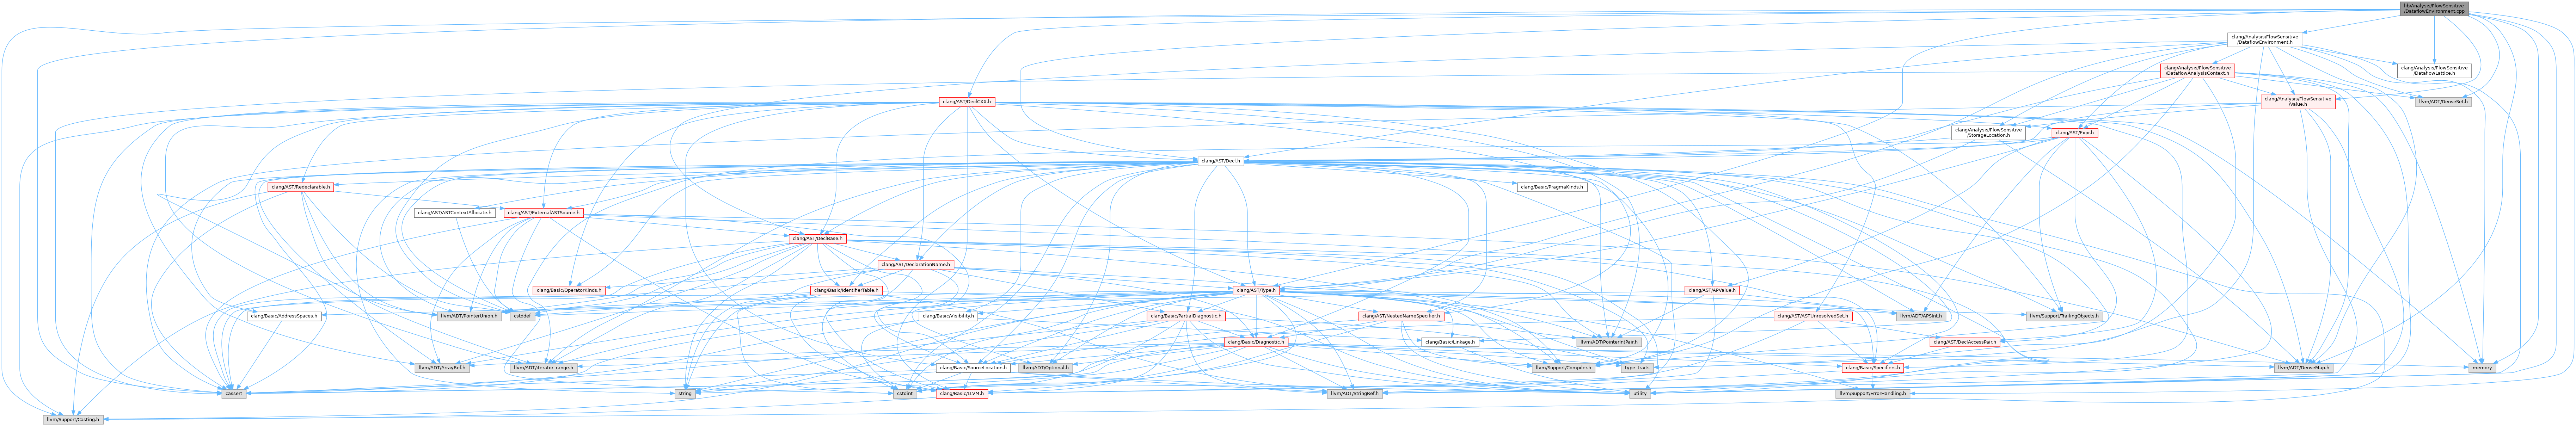 lib/Analysis/FlowSensitive
/DataflowEnvironment.cpp
clang/Analysis/FlowSensitive
/DataflowEnvironment.h
clang/Analysis/FlowSensitive
/DataflowAnalysisContext.h
clang/Analysis/FlowSensitive
/DataflowLattice.h
clang/AST/DeclCXX.h
clang/Analysis/FlowSensitive
/Value.h
llvm/ADT/DenseSet.h
clang/Analysis/FlowSensitive
/StorageLocation.h
clang/AST/Expr.h
clang/AST/Decl.h
clang/AST/Redeclarable.h
clang/Basic/PragmaKinds.h
clang/AST/ASTContextAllocate.h
clang/AST/ExternalASTSource.h
clang/AST/DeclBase.h
clang/AST/DeclarationName.h
clang/Basic/OperatorKinds.h
clang/Basic/IdentifierTable.h
clang/AST/Type.h
clang/AST/APValue.h
clang/Basic/AddressSpaces.h
llvm/ADT/PointerUnion.h
cstddef
clang/Basic/Visibility.h
clang/Basic/PartialDiagnostic.h
clang/AST/NestedNameSpecifier.h
clang/AST/ASTUnresolvedSet.h
llvm/ADT/APSInt.h
llvm/Support/TrailingObjects.h
clang/Basic/Diagnostic.h
clang/Basic/Linkage.h
llvm/ADT/PointerIntPair.h
clang/AST/DeclAccessPair.h
llvm/ADT/ArrayRef.h
llvm/ADT/iterator_range.h
clang/Basic/SourceLocation.h
llvm/ADT/Optional.h
llvm/Support/Compiler.h
type_traits
clang/Basic/Specifiers.h
llvm/ADT/DenseMap.h
memory
cassert
string
cstdint
clang/Basic/LLVM.h
llvm/ADT/StringRef.h
utility
llvm/Support/ErrorHandling.h
llvm/Support/Casting.h